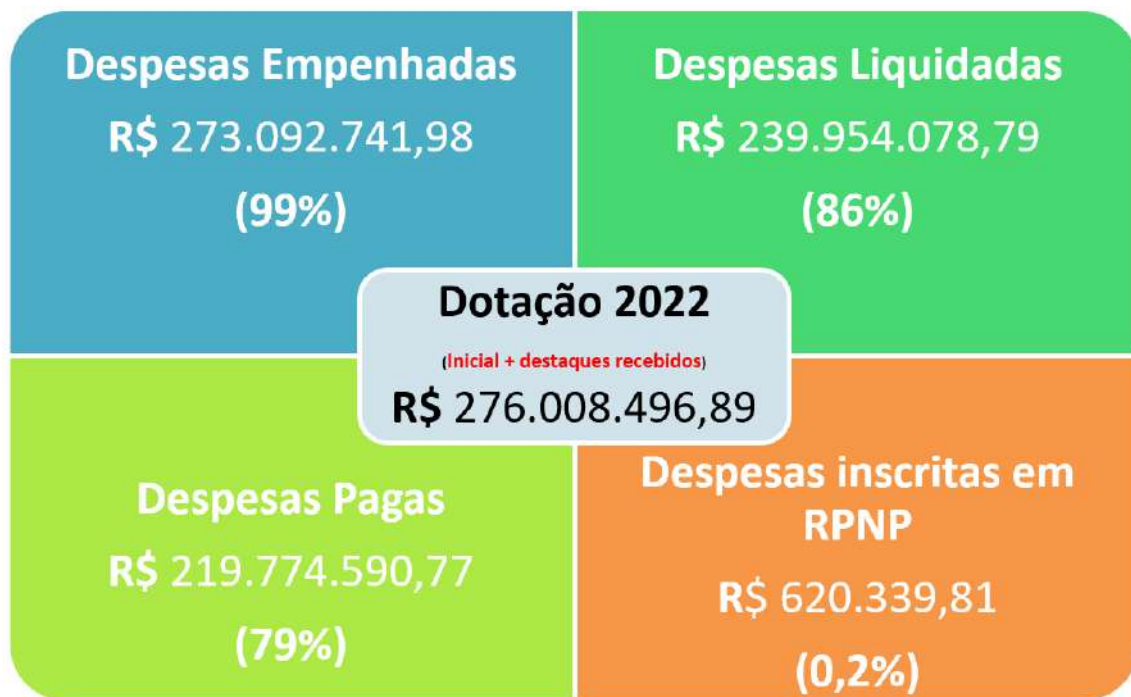 Despesas Empenhadas
R$ 273.092.741,98
(99%)
Despesas Liquidadas
R$ 239.954.078,79
(86%)
Dotação 2022
(Inicial + destaques recebidos)
R$ 276.008.496,89
Despesas Pagas
R$ 219.774.590,77
(79%)
Despesas inscritas em
RPNP
R$ 620.339,81
(0,2%)